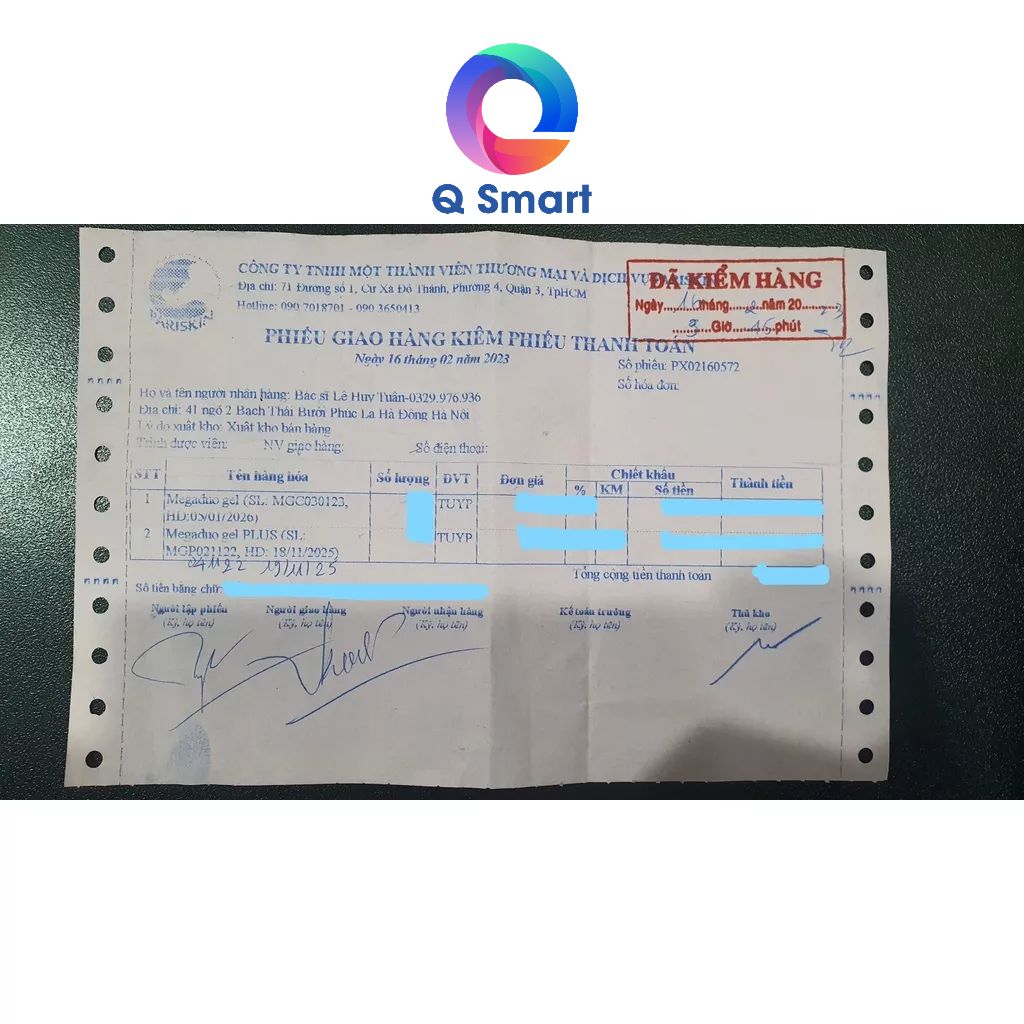 Q Smart
CÔNG TY TNHH MỘT THÀNH VIÊN THƯƠNG MẠI VÀ DỊCH VỤ
Địa chỉ: 71 Đường số 1, Cư Xá Đô Thành, Phường 4, Quận 3, TpHCM
Hotline: 090 7018701 - 090 3650413
PARISKIN
ĐÃ KIỂM HÀNG
Ngày 16 tháng 2 năm 2023
9 Giờ 45 phút
PHIẾU GIAO HÀNG KIÊM PHIẾU THANH TOÁN
Ngày 16 tháng 02 năm 2023
Số phiếu: PX02160572
Số hóa đơn:
Họ và tên người nhận hàng: Bác sĩ Lê Huy Tuân-0329.976.936
Địa chỉ: 41 ngõ 2 Bạch Thái Bưởi Phúc La Hà Đông Hà Nội
Lý do xuất kho: Xuất kho bán hàng
Trình dược viên: NV giao hàng: Số điện thoại:
STT Tên hàng hóa Số lượng ĐVT Đơn giá Chiết khấu Thành tiền
% KM Số tiền
1 Megaduo gel (SL: MGC030123, TUYP
HD:05/01/2026)
2 Megaduo gel PLUS (SL: TUYP
MGP021122, HD: 18/11/2025)
041122 19/11/25
Tổng cộng tiền thanh toán
Số tiền bằng chữ:
Người lập phiếu Người giao hàng Người nhận hàng Kế toán trưởng Thủ kho
(Ký, họ tên) (Ký, họ tên) (Ký, họ tên) (Ký, họ tên) (Ký, họ tên)